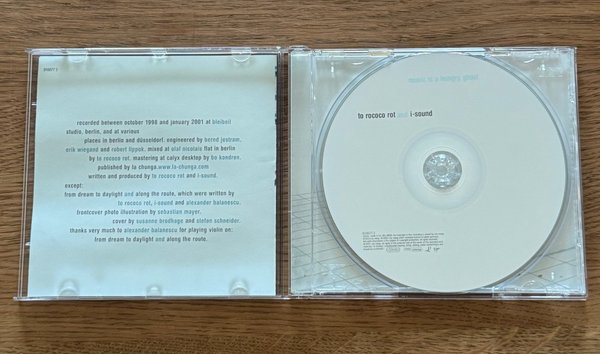 recorded between october 1998 and january 2001 at bleibeil
studio, berlin, and at various
places in berlin and düsseldorf: engineered by bernd jestram,
erik wiegand and robert lippok, mixed at olaf nicolais flat in berlin
by to rococo rot, mastering at calyx desktop by bo kondren,
published by la chunga.www.la-chunga.com
written and produced by to rococo rot and i-sound.
except:
from dream to daylight and along the route, which were written by
to rococo rot, i-sound and alexander balanescu.
frontcover photo illustration by sebastian mayer.
cover by susanne brodhage and stefan schneider.
thanks very much to alexander balanescu for playing violin on:
from dream to daylight and along the route.
music is a hungry ghost
to rococo rot and i-sound